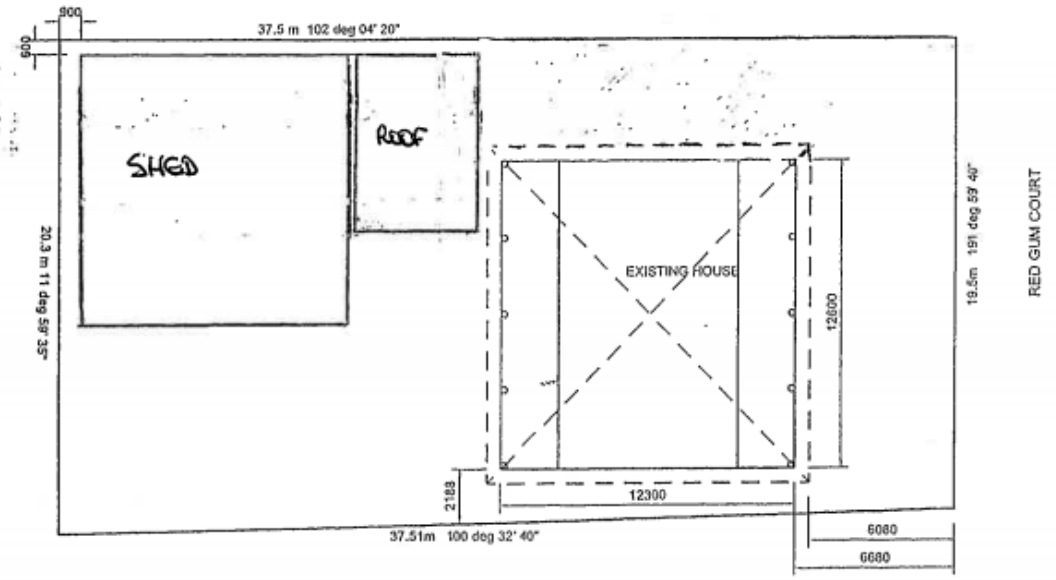 900
37.5 m 102 deg 04' 20"
600
SHED
ROOF
20.3 m 11 deg 59' 35"
EXISTING HOUSE
12600
19.5m 191 deg 59' 40"
RED GUM COURT
2188
12300
37.51m 100 deg 32' 40"
6080
6680